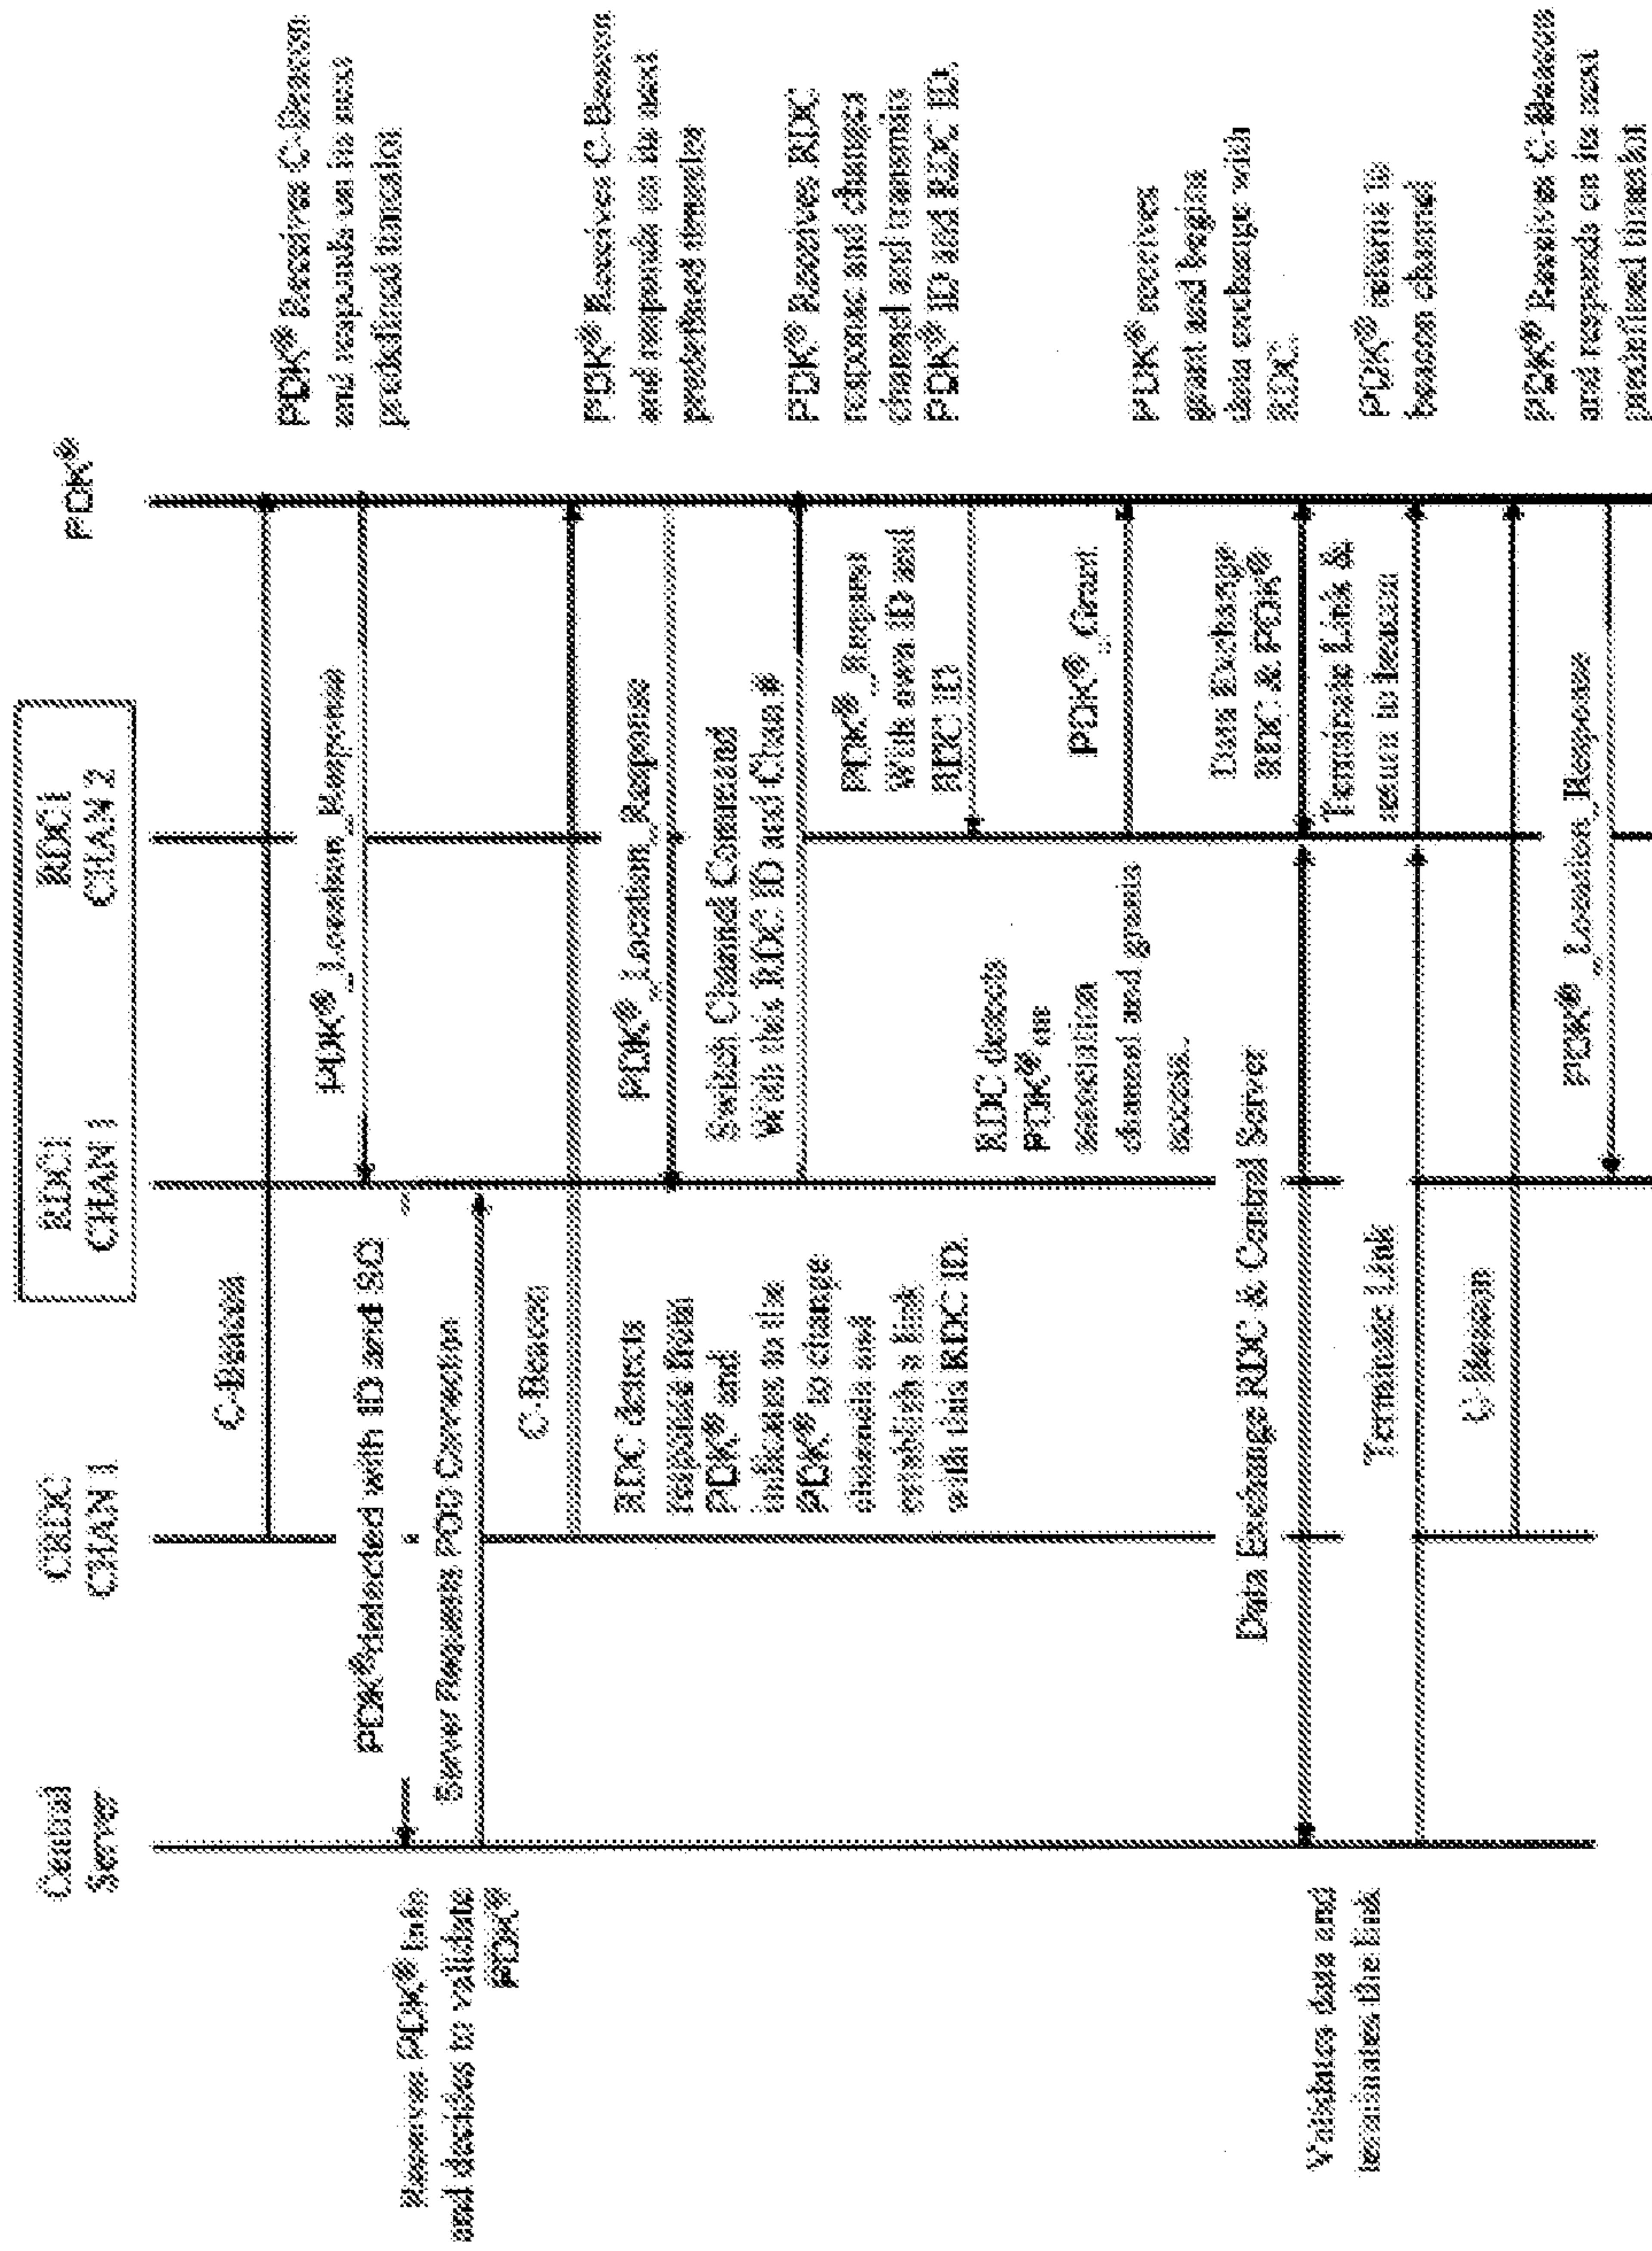 Central
Server
CRDC
CHAN 1
RDC1
CHAN 1
RDC1
CHAN 2
PDK®
C-Beacon
PDK® Receives C-Beacon
and responds on its next
predefined timeslot
PDK®_Location_Response
Receives PDK® Info
and decides to validate
PDK®
PDK® detected with ID and SQ
Server Requests PDK Connection
C-Beacon
PDK® Receives C-Beacon
and responds on its next
predefined timeslot
RDC detects
response from
PDK® and
indicates to the
PDK® to change
channels and
establish a link
with this RDC ID.
PDK®_Location_Response
Switch Channel Command
With this RDC ID and Chan #
PDK® Receives RDC
response and changes
channel and transmits
PDK® ID and RDC ID.
PDK®_Request
With own ID and
RDC ID
RDC detects
PDK® on
association
channel and grants
access.
PDK®_Grant
PDK® receives
grant and begins
data exchange with
RDC.
Data Exchange RDC & Central Server
Data Exchange
RDC & PDK®
Validates data and
terminates the link
Terminate Link
Terminate Link &
return to beacon
PDK® returns to
beacon channel
C-Beacon
PDK® Receives C-Beacon
and responds on its next
predefined timeslot
PDK®_Location_Response